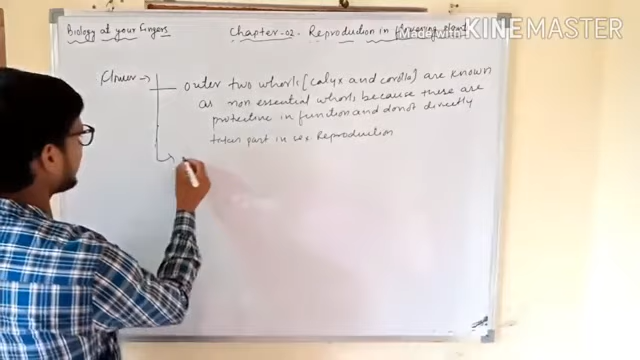 Biology at your Fingers
Chapter-02. Reproduction in flowering plant
Made with KINEMASTER
Flower → outer two whorls [calyx and corolla] are known
as non essential whorls because these are
protective in function and donot directly
taken part in sex Reproduction